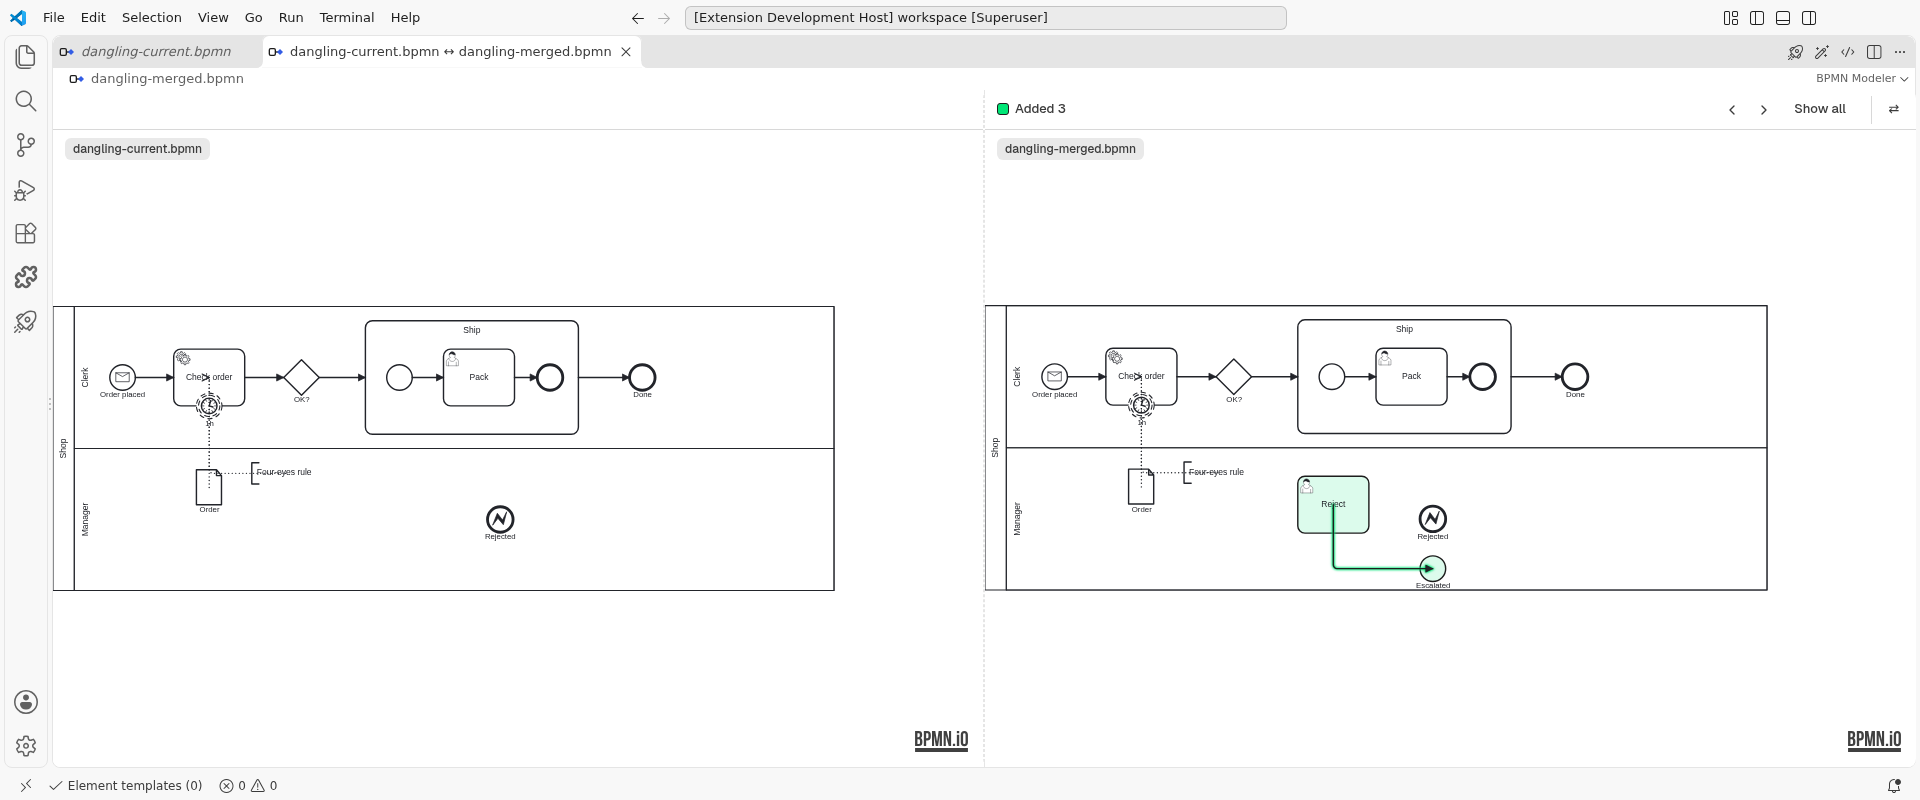 File Edit Selection View Go Run Terminal Help
[Extension Development Host] workspace [Superuser]
dangling-current.bpmn
dangling-current.bpmn ↔ dangling-merged.bpmn
dangling-merged.bpmn
BPMN Modeler
Added 3
Show all
dangling-current.bpmn
Shop
Clerk
Order placed
Check order
1h
OK?
Ship
Pack
Done
Manager
Order
Four-eyes rule
Rejected
BPMN.iO
dangling-merged.bpmn
Shop
Clerk
Order placed
Check order
1h
OK?
Ship
Pack
Done
Manager
Order
Four-eyes rule
Reject
Rejected
Escalated
BPMN.iO
Element templates (0) 0 0